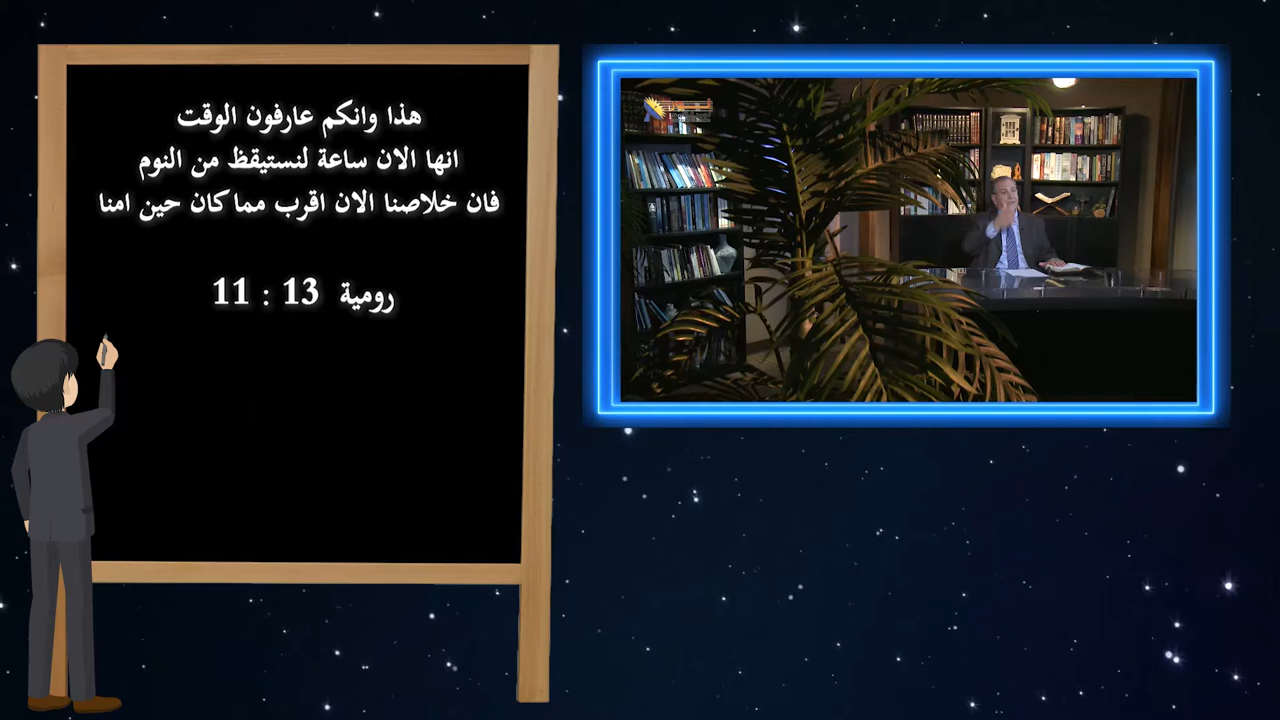 هذا وانكم عارفون الوقت
انها الان ساعة لنستيقظ من النوم
فان خلاصنا الان اقرب مما كان حين امنا
رومية 13 : 11